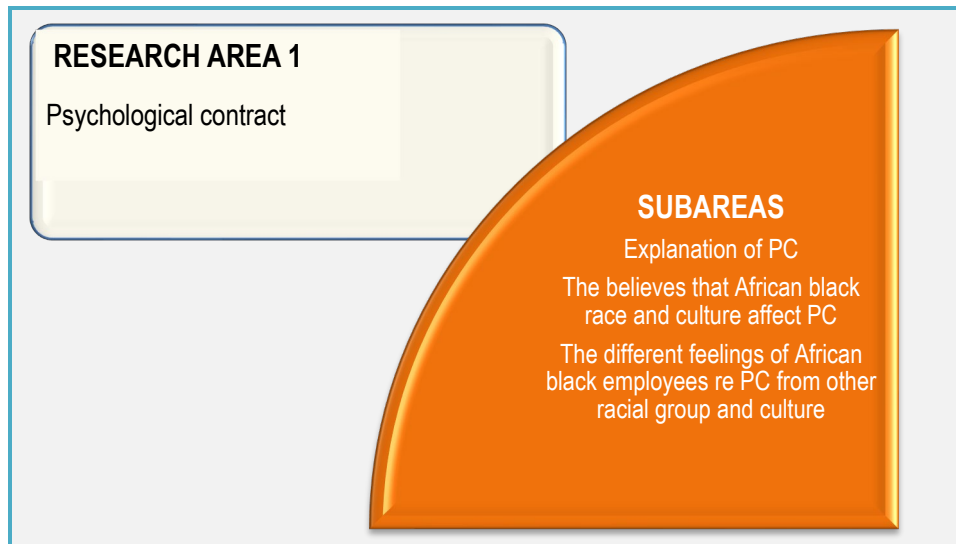 RESEARCH AREA 1
Psychological contract
SUBAREAS
Explanation of PC
The believes that African black
race and culture affect PC
The different feelings of African
black employees re PC from other
racial group and culture